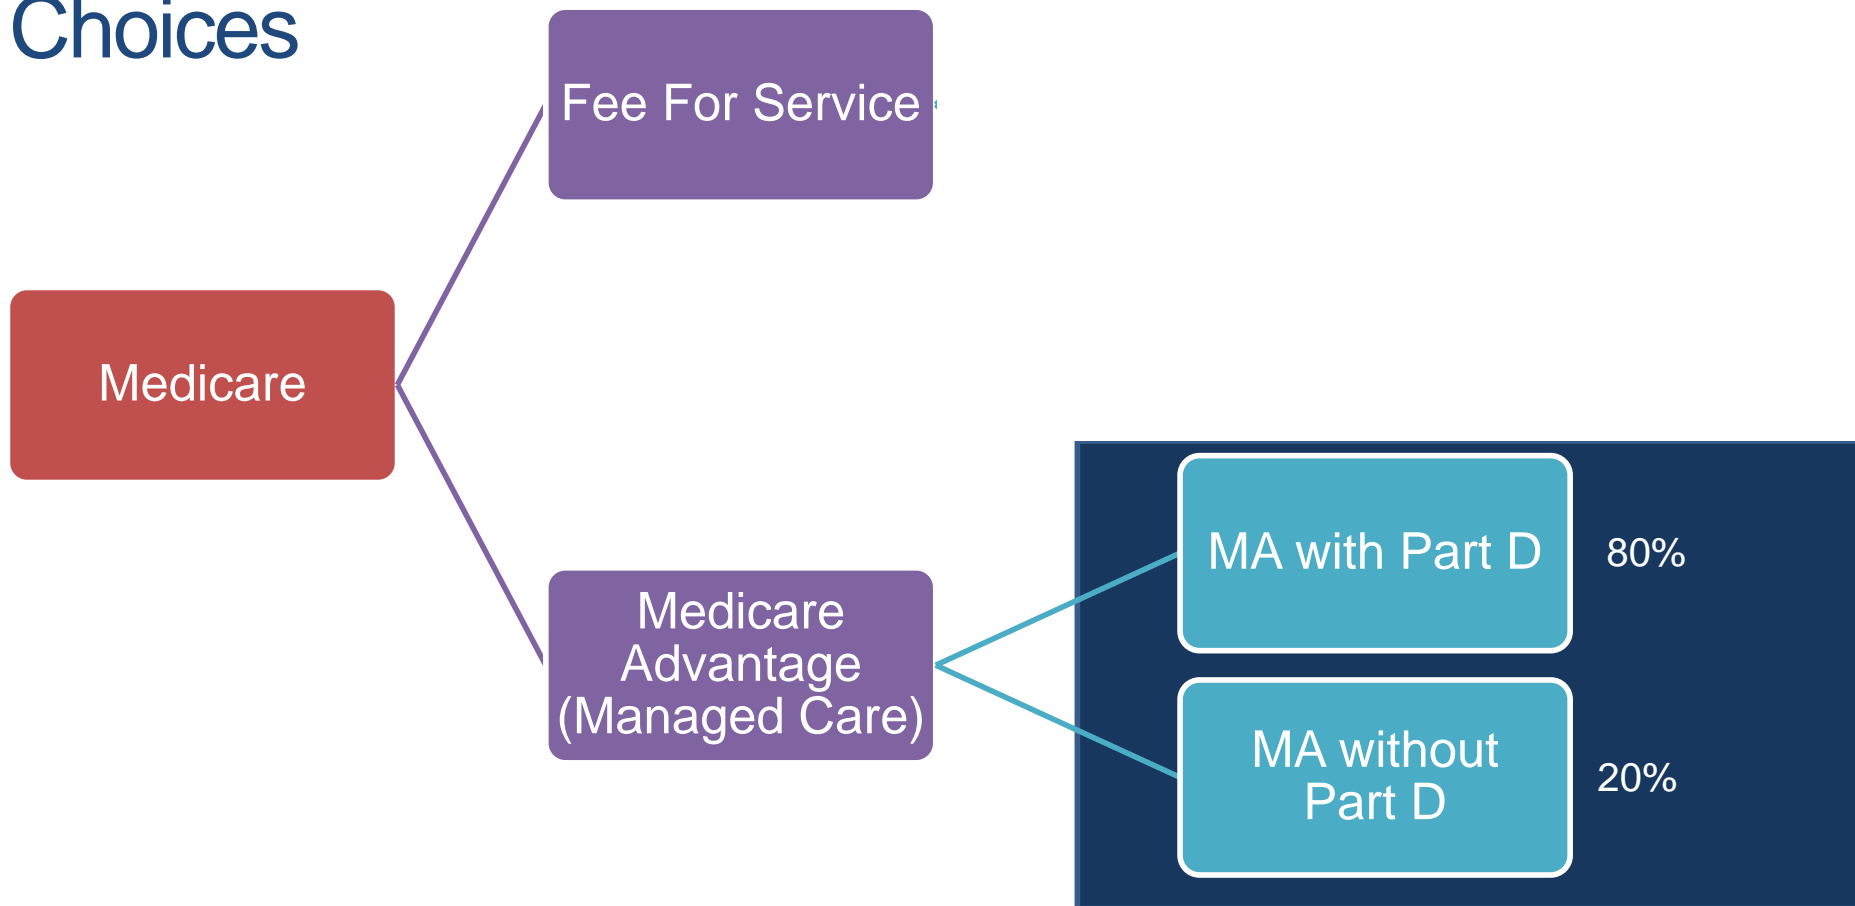 Choices
Fee For Service
Medicare
Medicare
Advantage
(Managed Care)
MA with Part D
80%
MA without
Part D
20%